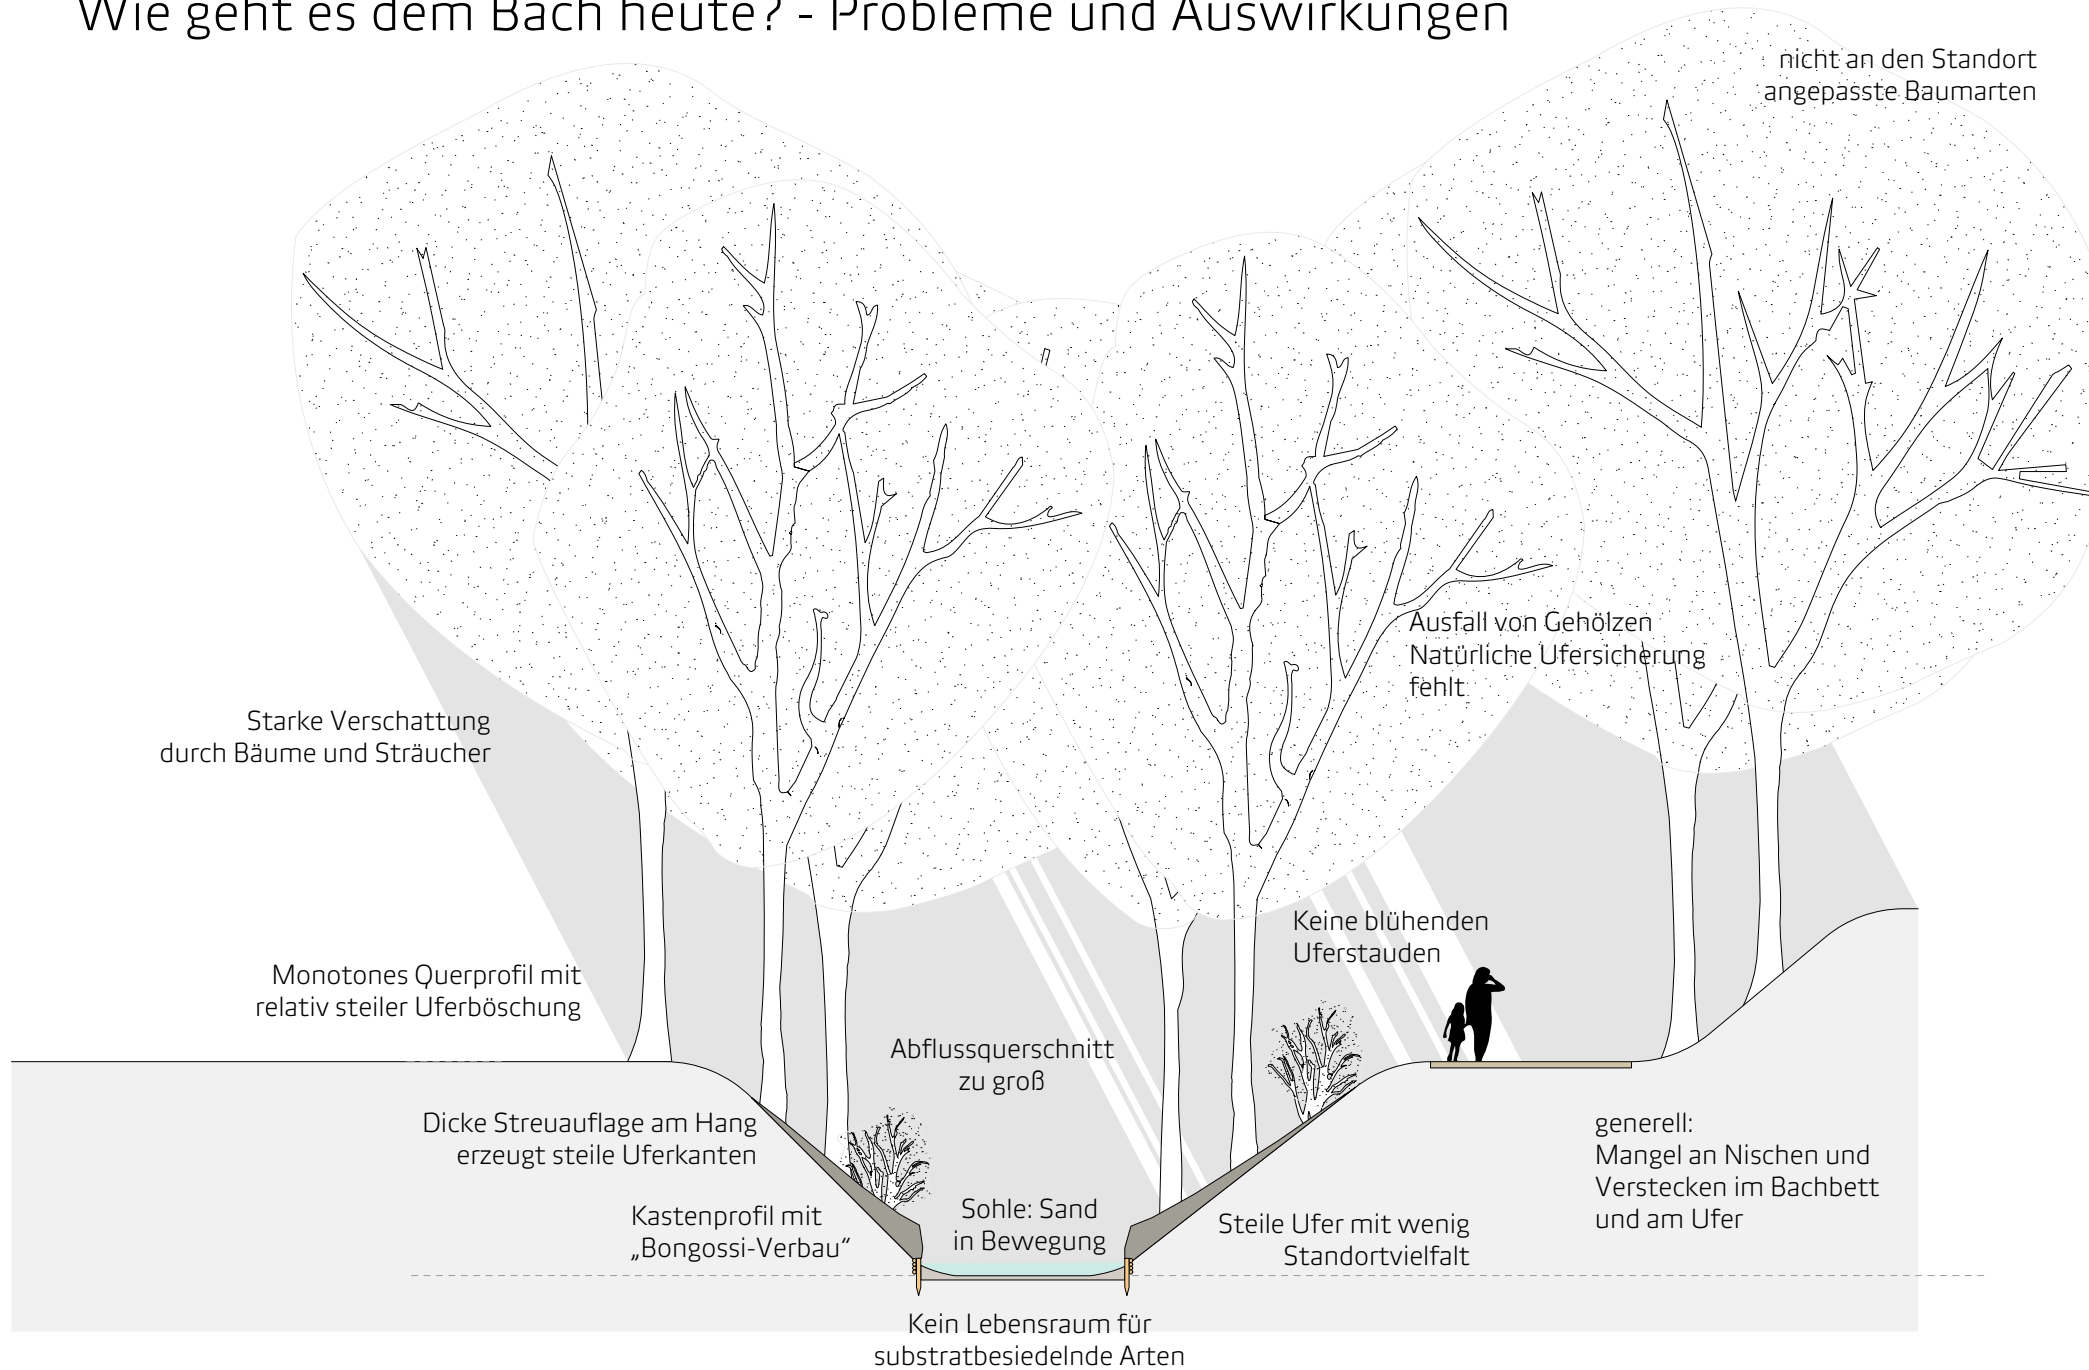 Wie geht es dem Bach heute? - Probleme und Auswirkungen
nicht an den Standort
angepasste Baumarten
Ausfall von Gehölzen
Natürliche Ufersicherung
fehlt
Starke Verschattung
durch Bäume und Sträucher
Keine blühenden
Uferstauden
Monotones Querprofil mit
relativ steiler Uferböschung
Abflussquerschnitt
zu groß
Dicke Streuauflage am Hang
erzeugt steile Uferkanten
generell:
Mangel an Nischen und
Verstecken im Bachbett
und am Ufer
Kastenprofil mit
„Bongossi-Verbau“
Sohle: Sand
in Bewegung
Steile Ufer mit wenig
Standortvielfalt
Kein Lebensraum für
substratbesiedelnde Arten